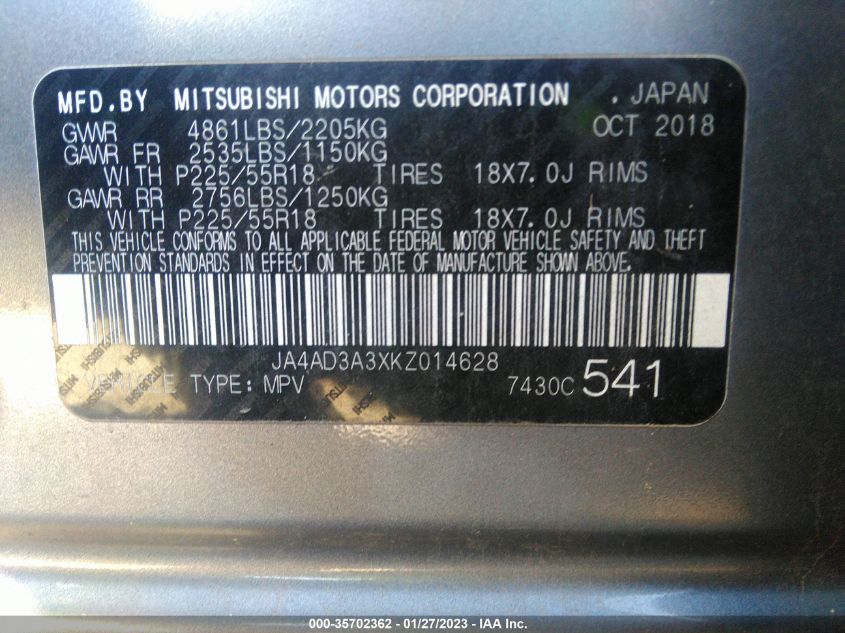 MFD.BY MITSUBISHI MOTORS CORPORATION . JAPAN
GVWR 4861LBS/2205KG OCT 2018
GAWR FR 2535LBS/1150KG
WITH P225/55R18 TIRES 18X7.0J RIMS
GAWR RR 2756LBS/1250KG
WITH P225/55R18 TIRES 18X7.0J RIMS
THIS VEHICLE CONFORMS TO ALL APPLICABLE FEDERAL MOTOR VEHICLE SAFETY AND THEFT
PREVENTION STANDARDS IN EFFECT ON THE DATE OF MANUFACTURE SHOWN ABOVE.
JA4AD3A3XKZ014628
VEHICLE TYPE: MPV 7430C 541
000-35702362 / 01/27/2023 - IAA Inc.